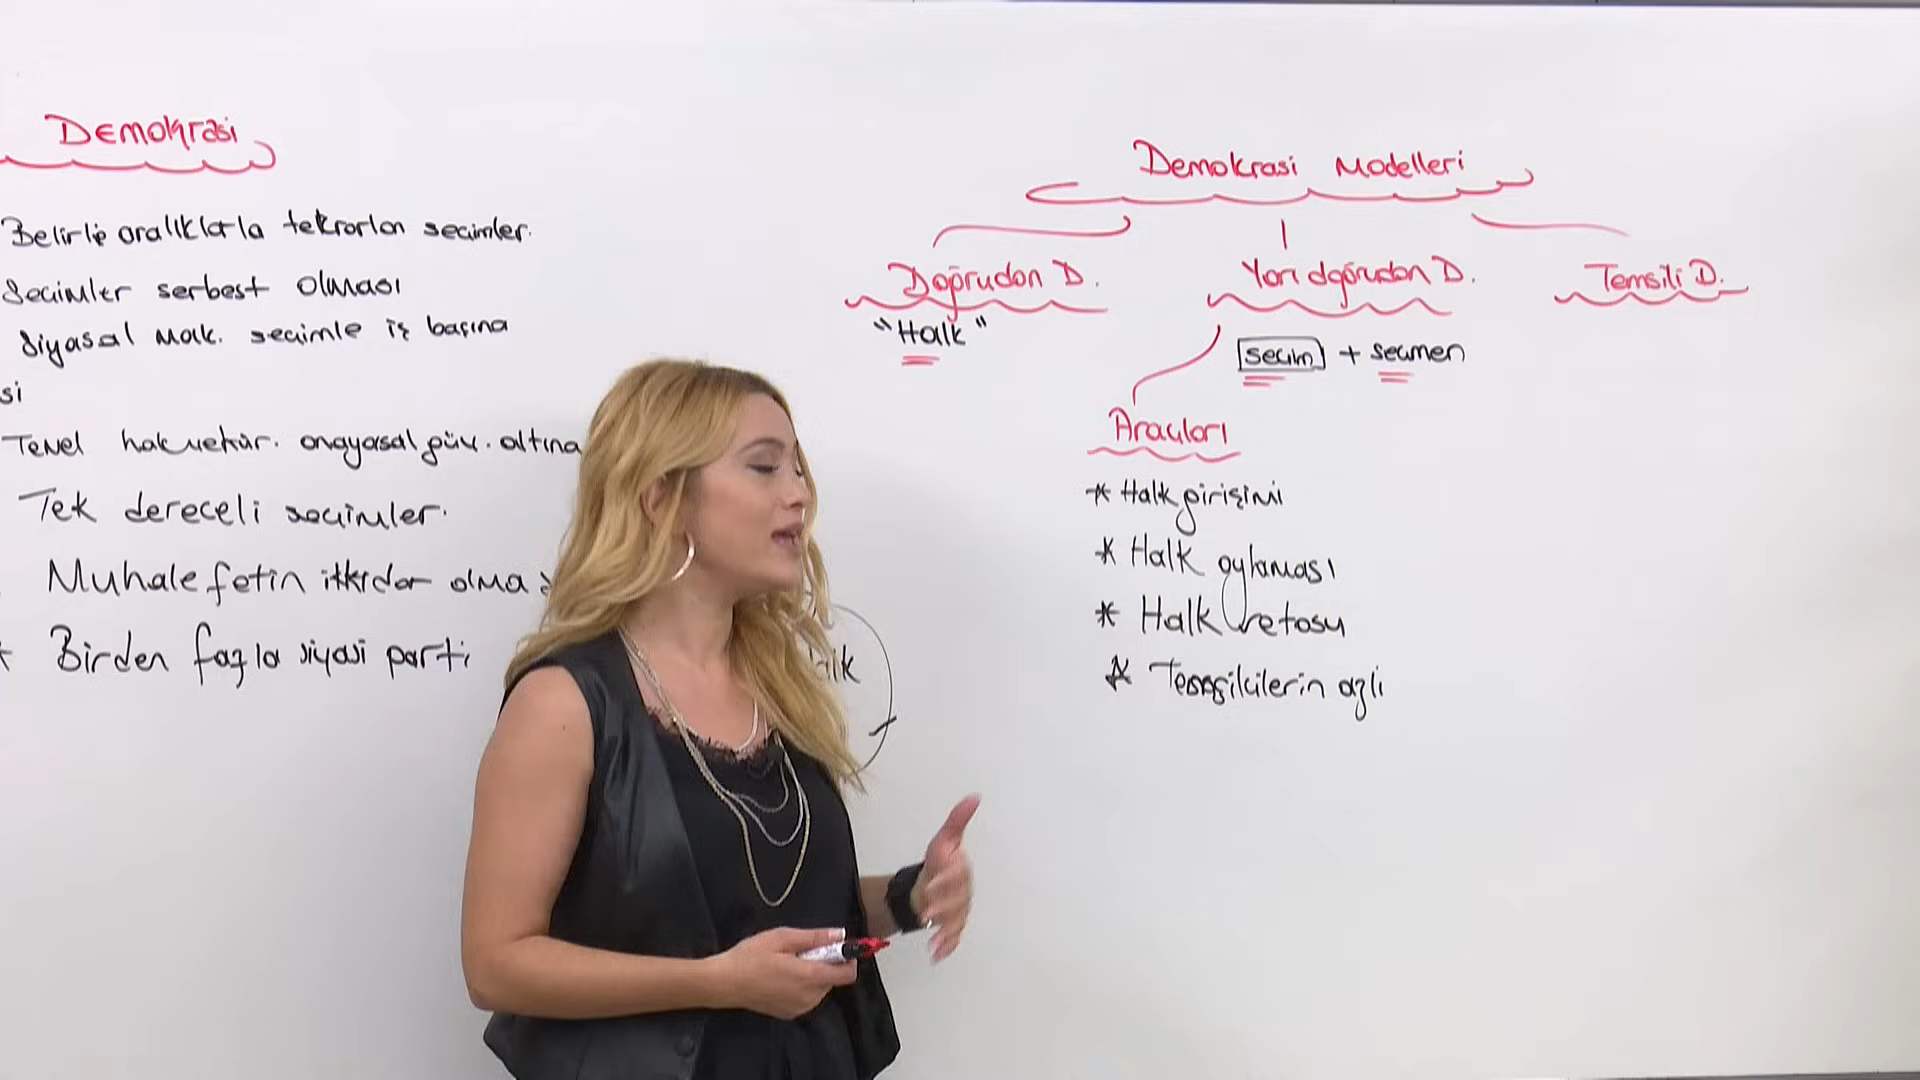 Demokrasi
Belirli aralıklarla tekrarlan seçimler.
Seçimler serbest olması
Siyasal mak. seçimle iş başına
si
Temel hak ve hür. anayasal güv. altına
Tek dereceli seçimler.
Muhalefetin iktidar olma
* Birden fazla siyasi parti
Demokrasi Modelleri
Doğrudan D.
Yarı doğrudan D.
Temsili D.
"Halk"
seçim + seçmen
Araçları
* Halk girişimi
* Halk oylaması
* Halk vetosu
* Temsilcilerin azli